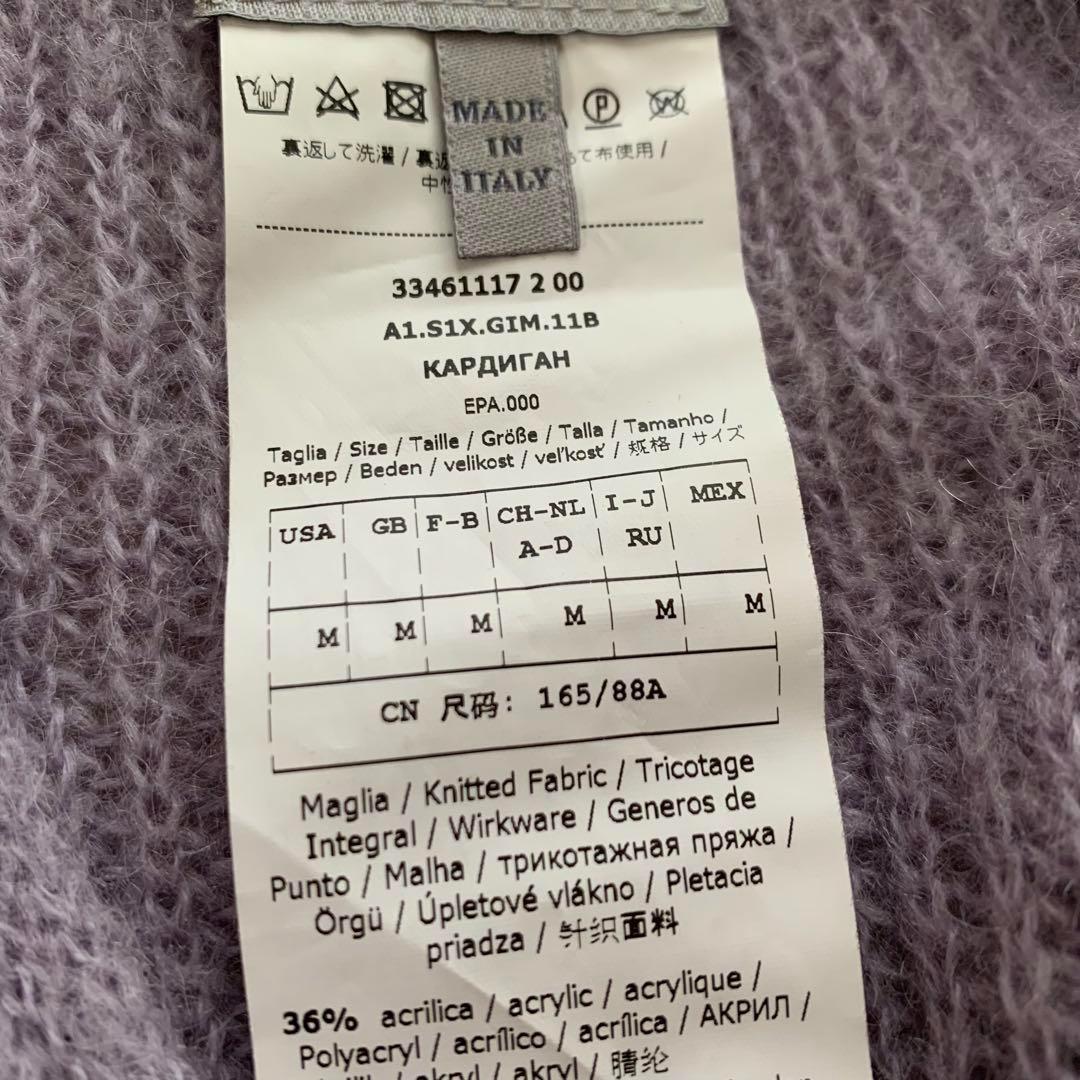 MADE
IN
ITALY
P
W
裏返して洗濯 / 裏返
て布使用 /
中性
33461117 2 00
A1.S1X.GIM.11B
КАРДИГАН
EPA.000
Taglia / Size / Taille / Größe / Talla / Tamanho /
Размер / Beden / velikost / veľkosť / 规格 / サイズ
USA GB F-B CH-NL I-J MEX
A-D RU
M M M M M M
CN 尺码: 165/88A
Maglia / Knitted Fabric / Tricotage
Integral / Wirkware / Generos de
Punto / Malha / трикотажная пряжа /
Örgü / Úpletové vlákno / Pletacia
priadza / 针织面料
36% acrilica / acrylic / acrylique /
Polyacryl / acrílico / acrílica / АКРИЛ /
akryl / akryl / 腈纶